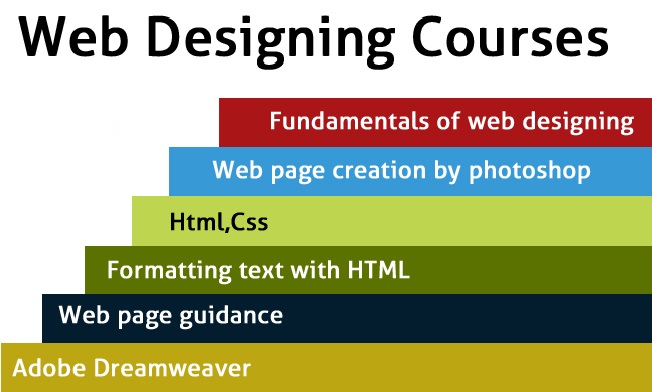 Web Designing Courses
Fundamentals of web designing
Web page creation by photoshop
Html,Css
Formatting text with HTML
Web page guidance
Adobe Dreamweaver